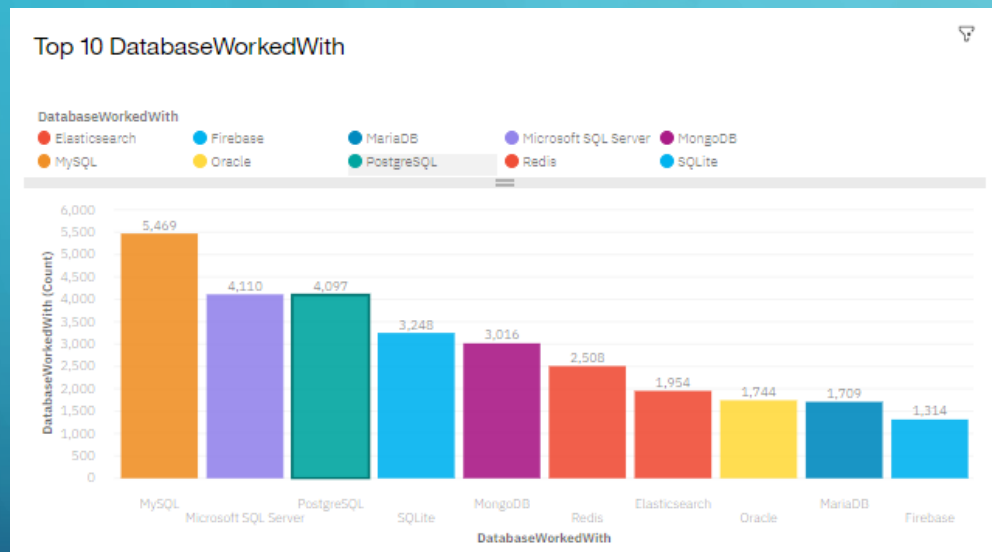 Top 10 DatabaseWorkedWith
DatabaseWorkedWith
Elasticsearch Firebase MariaDB Microsoft SQL Server MongoDB
MySQL Oracle PostgreSQL Redis SQLite
6,000
5,500
5,000
4,500
4,000
3,500
3,000
2,500
2,000
1,500
1,000
500
0
DatabaseWorkedWith (Count)
5,469
4,110
4,097
3,248
3,016
2,508
1,954
1,744
1,709
1,314
MySQL
Microsoft SQL Server
PostgreSQL
SQLite
MongoDB
Redis
Elasticsearch
Oracle
MariaDB
Firebase
DatabaseWorkedWith